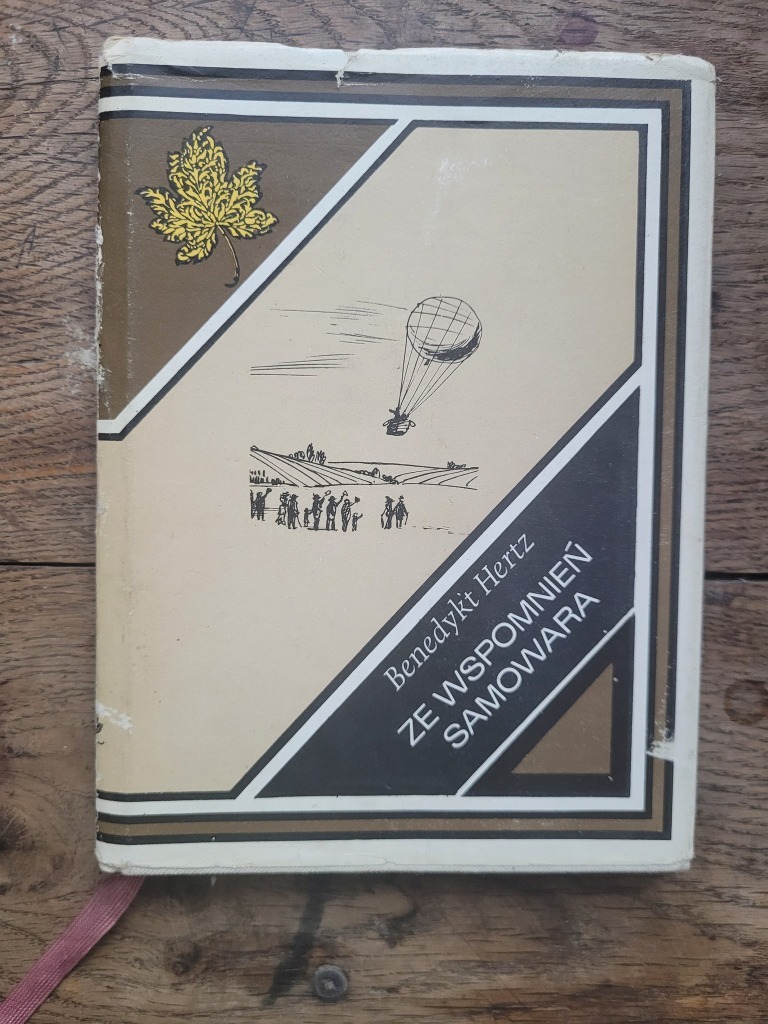 Benedykt Hertz
ZE WSPOMNIEŃ
SAMOWARA